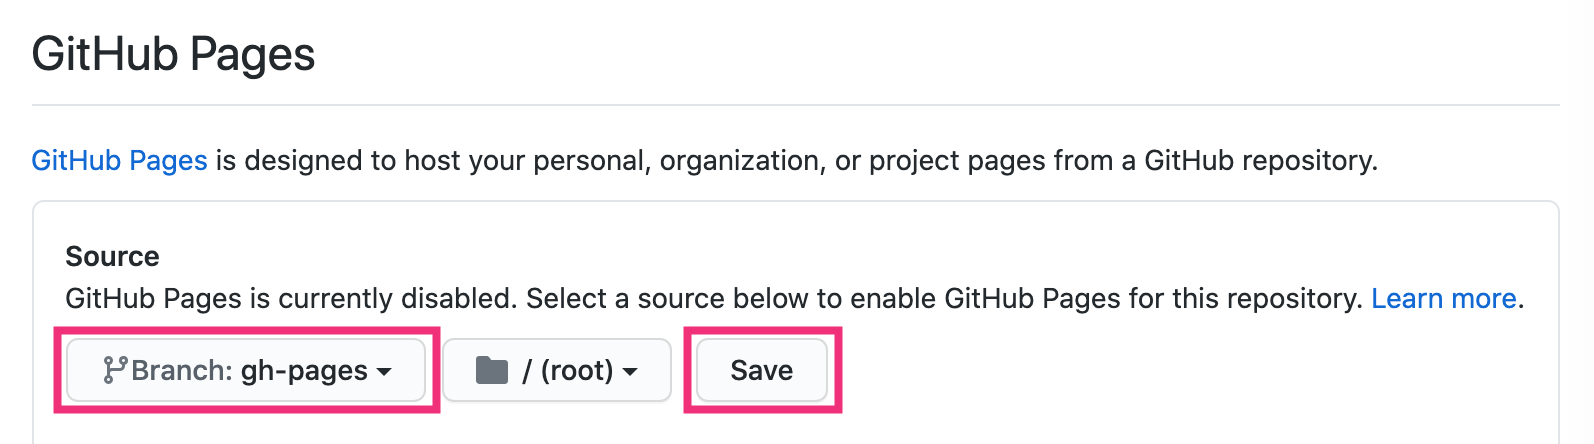 GitHub Pages
GitHub Pages is designed to host your personal, organization, or project pages from a GitHub repository.
Source
GitHub Pages is currently disabled. Select a source below to enable GitHub Pages for this repository. Learn more.
Branch: gh-pages / (root) Save